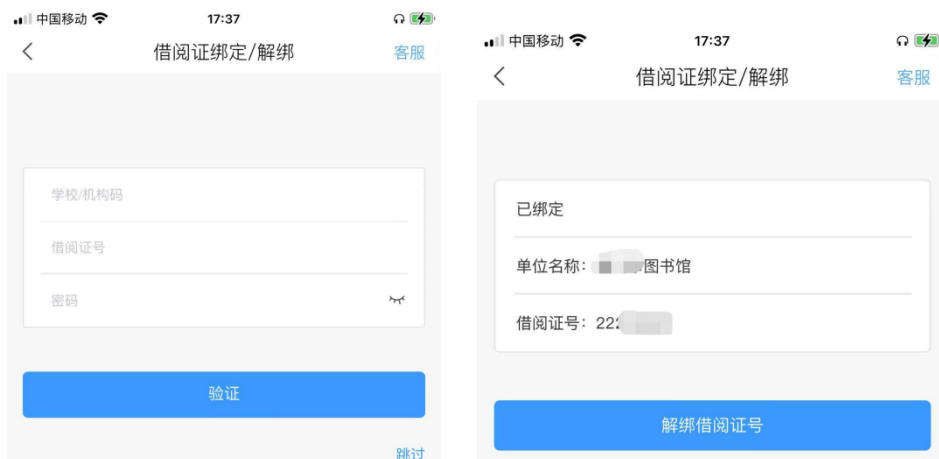 中国移动 17:37
借阅证绑定/解绑 客服
学校/机构码
借阅证号
密码
验证
跳过
中国移动 17:37
借阅证绑定/解绑 客服
已绑定
单位名称: 图书馆
借阅证号: 222
解绑借阅证号